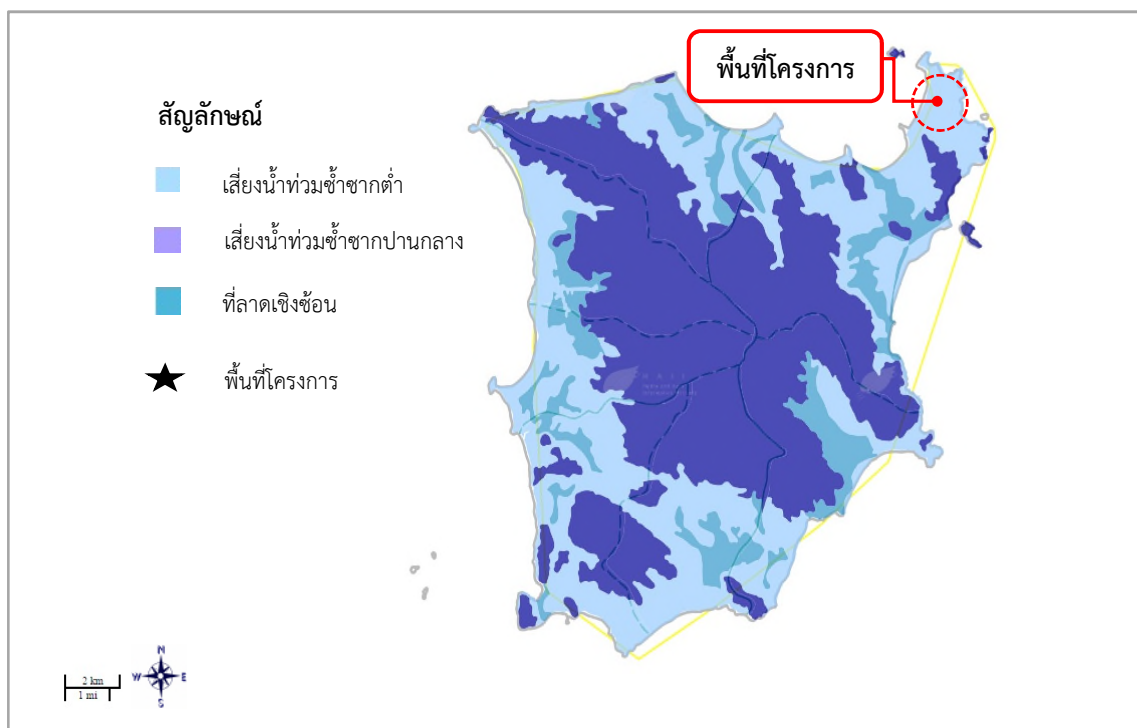 พื้นที่โครงการ
สัญลักษณ์
เสี่ยงน้ำท่วมซ้ำซากต่ำ
เสี่ยงน้ำท่วมซ้ำซากปานกลาง
ที่ลาดเชิงซ้อน
พื้นที่โครงการ
N
W E
S
2 km
1 mi